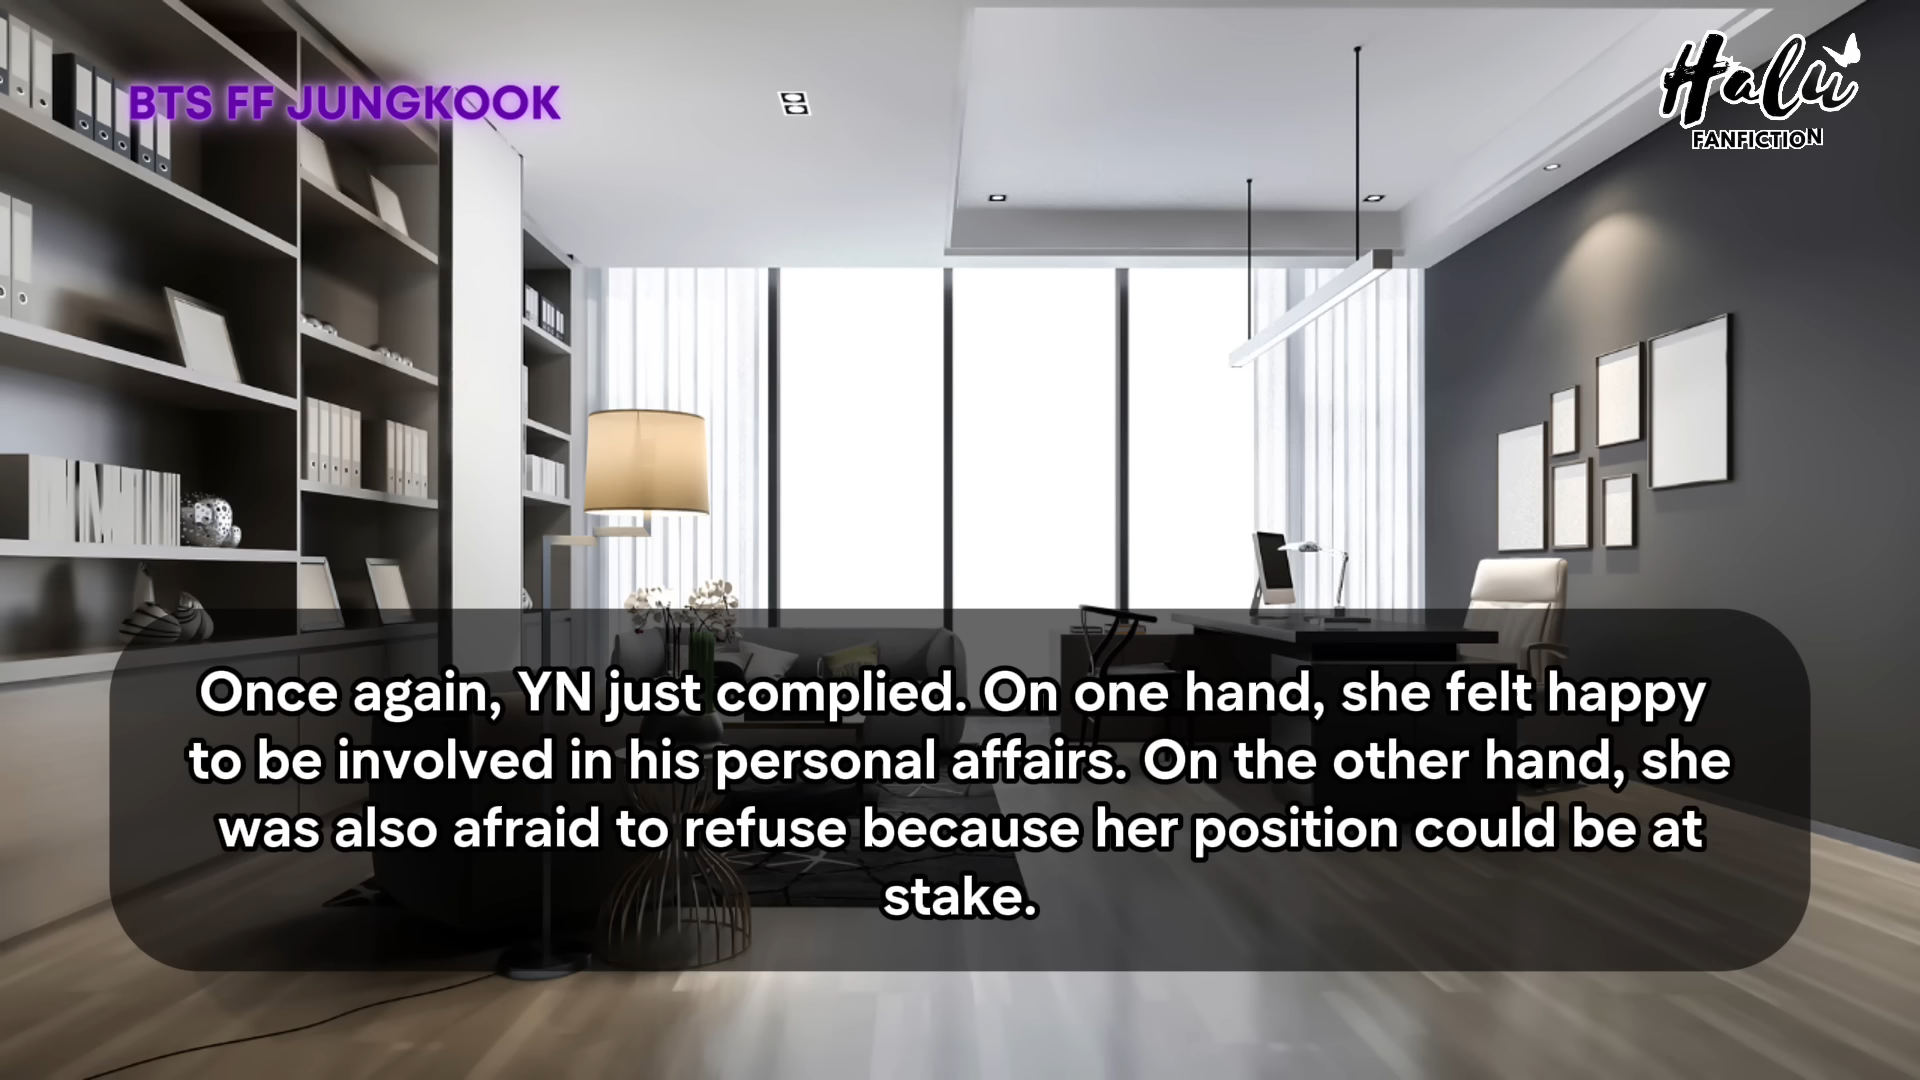 BTS FF JUNGKOOK
Halu
FANFICTION
Once again, YN just complied. On one hand, she felt happy
to be involved in his personal affairs. On the other hand, she
was also afraid to refuse because her position could be at
stake.